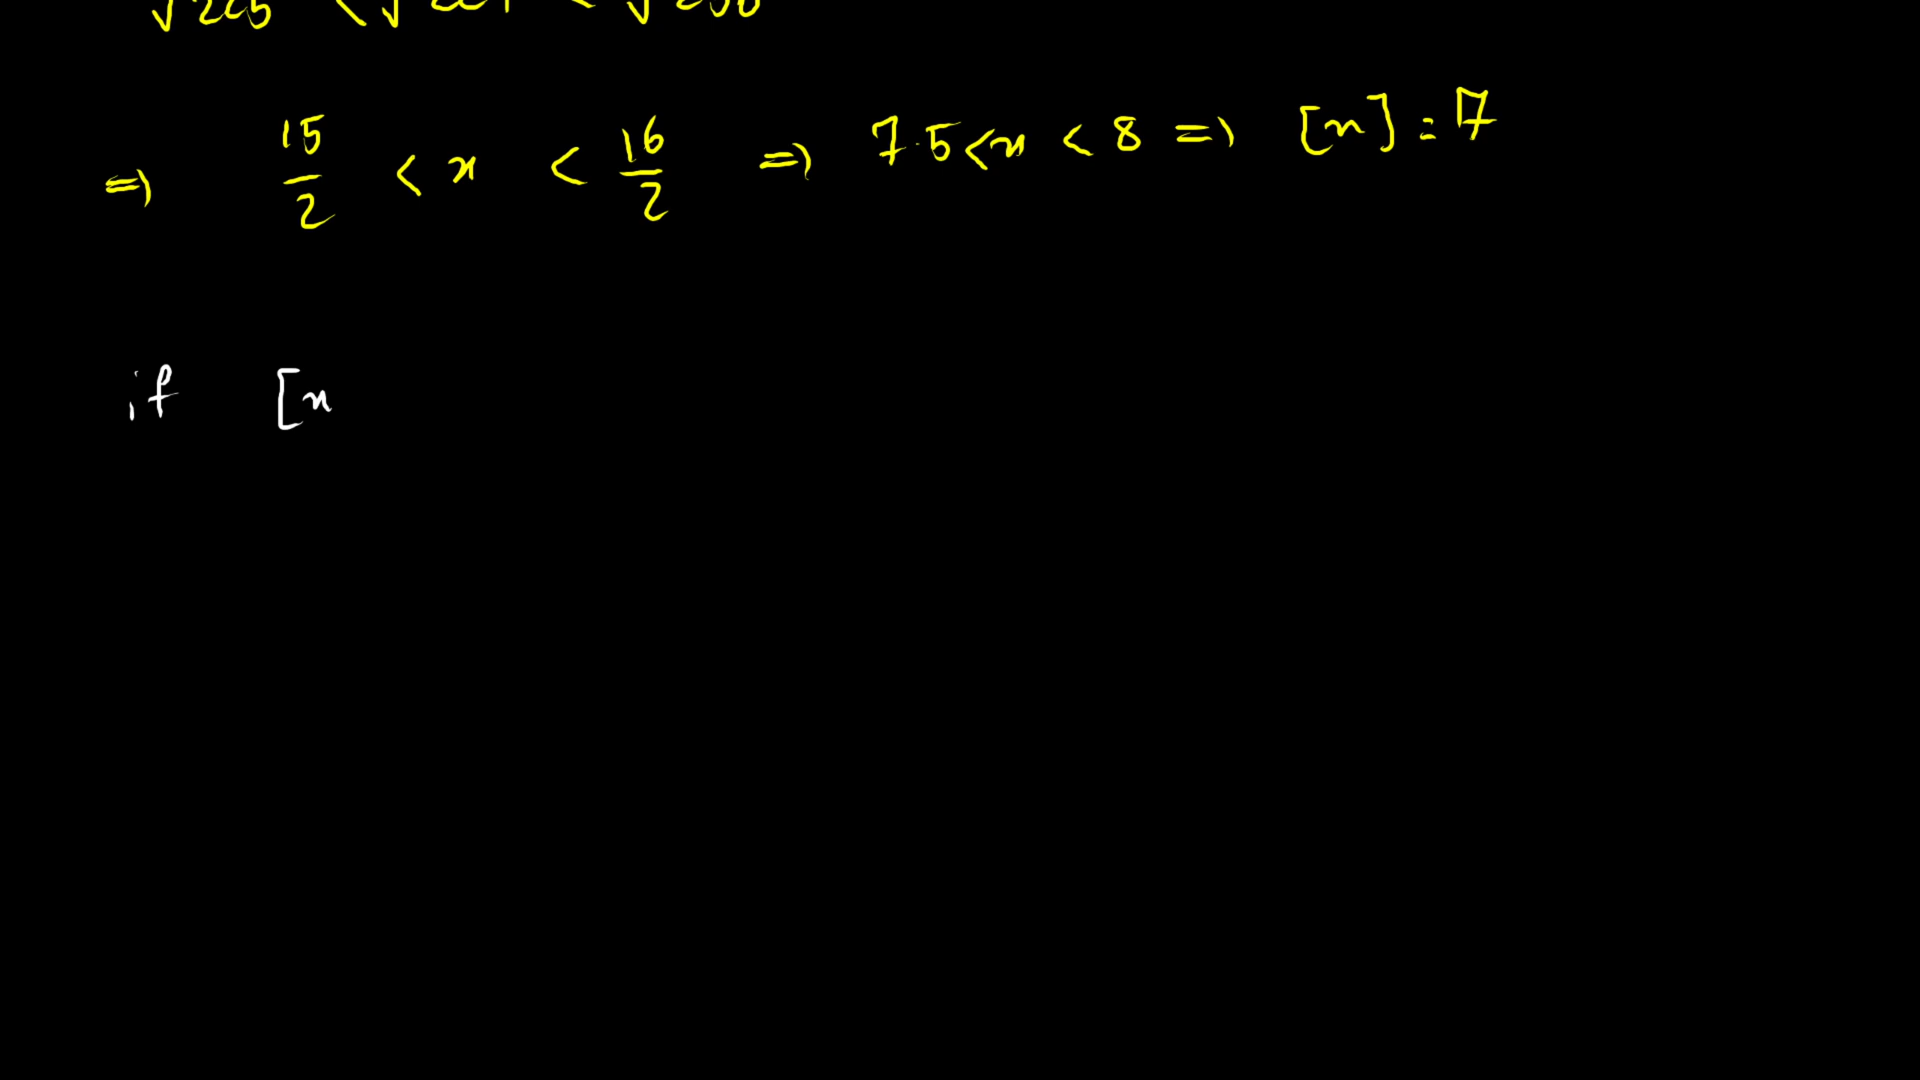 ⇒ 15/2 < x < 16/2 ⇒ 7.5 < x < 8 ⇒ [x] = 7
if [x